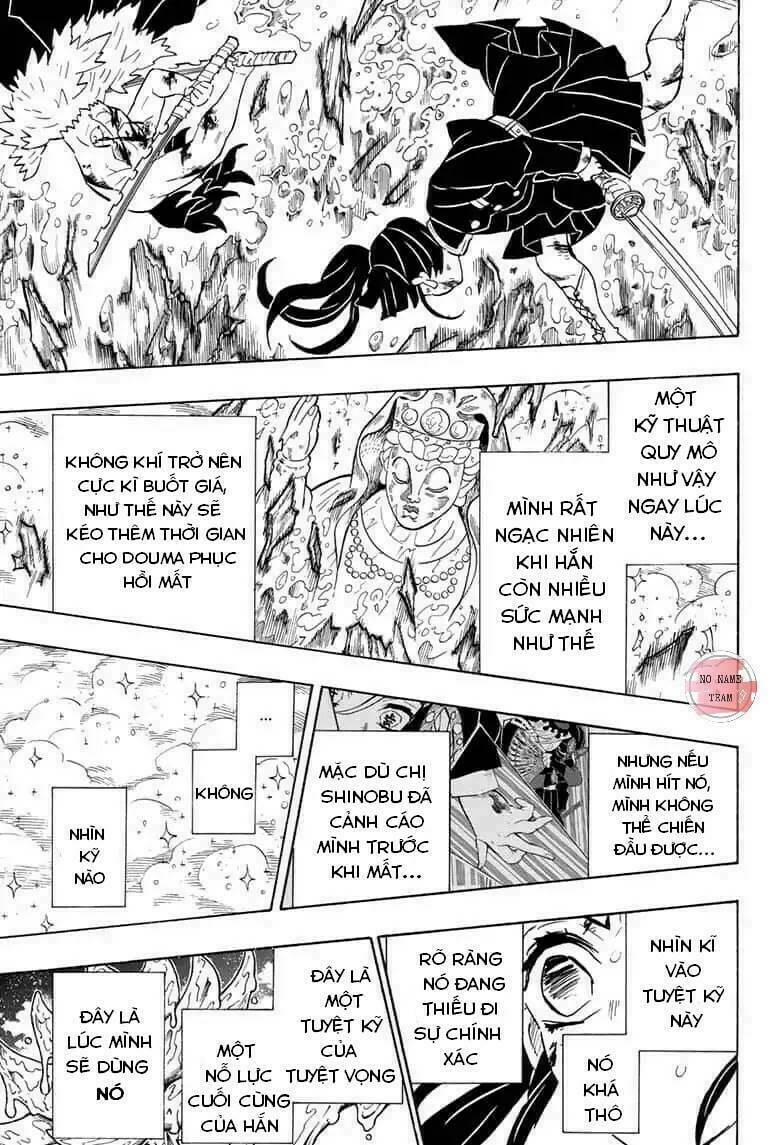 MỘT
KỸ THUẬT
QUY MÔ
NHƯ VẬY
NGAY LÚC
NÀY...
MÌNH RẤT
NGẠC NHIÊN
KHI HẮN
CÒN NHIỀU
SỨC MẠNH
NHƯ THẾ
KHÔNG KHÍ TRỞ NÊN
CỰC KÌ BUỐT GIÁ,
NHƯ THẾ NÀY SẼ
KÉO THÊM THỜI GIAN
CHO DOUMA PHỤC
HỒI MẤT
NO NAME
TEAM
NHƯNG NẾU
MÌNH HÍT NÓ,
MÌNH KHÔNG
THỂ CHIẾN
ĐẤU ĐƯỢC...
MẶC DÙ CHỊ
SHINOBU ĐÃ
CẢNH CÁO
MÌNH TRƯỚC
KHI MẤT...
...
KHÔNG
NHÌN
KỸ NÀO
NHÌN KĨ
VÀO
TUYỆT KỸ
NÀY
NÓ
KHÁ
THÔ
RÕ RÀNG
NÓ ĐANG
THIẾU ĐI
SỰ CHÍNH
XÁC
ĐÂY LÀ
MỘT
TUYỆT KỸ
CỦA
TUYỆT VỌNG
MỘT
NỖ LỰC
CUỐI CÙNG
CỦA HẮN
ĐÂY LÀ
LÚC MÌNH
SẼ DÙNG
NÓ